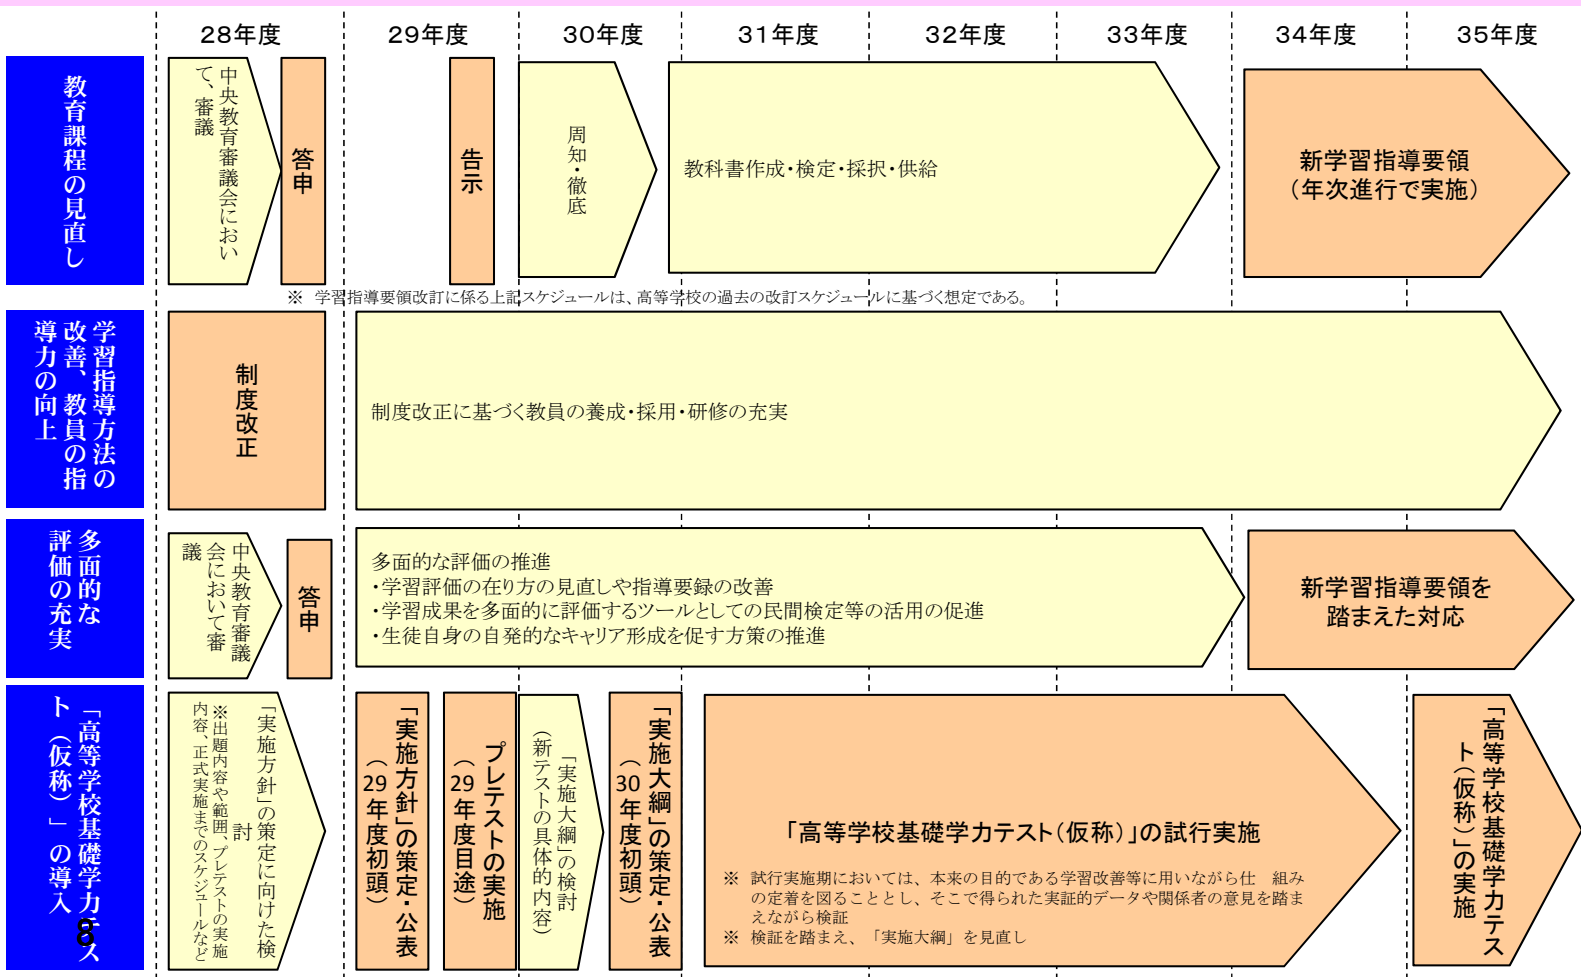 28年度
29年度
30年度
31年度
32年度
33年度
34年度
35年度
教育課程の見直し
中央教育審議会におい
て、審議
答申
告示
周知・徹底
教科書作成・検定・採択・供給
新学習指導要領
（年次進行で実施）
※ 学習指導要領改訂に係る上記スケジュールは、高等学校の過去の改訂スケジュールに基づく想定である。
学習指導方法の
改善、教員の指
導力の向上
制度改正
制度改正に基づく教員の養成・採用・研修の充実
多面的な
評価の充実
中央教育審議
会において審
議
答申
多面的な評価の推進
・学習評価の在り方の見直しや指導要録の改善
・学習成果を多面的に評価するツールとしての民間検定等の活用の促進
・生徒自身の自発的なキャリア形成を促す方策の推進
新学習指導要領を
踏まえた対応
「高等学校基礎学力テス
ト（仮称）」の導入
8
「実施方針」の策定に向けた検
討
※出題内容や範囲、プレテストの実施
内容、正式実施までのスケジュールなど
「実施方針」の策定・公表
（29年度初頭）
プレテストの実施
（29年度目途）
「実施大綱」の検討
（新テストの具体的内容）
「実施大綱」の策定・公表
（30年度初頭）
「高等学校基礎学力テスト（仮称）」の試行実施
※ 試行実施期においては、本来の目的である学習改善等に用いながら仕 組み
の定着を図ることとし、そこで得られた実証的データや関係者の意見を踏ま
えながら検証
※ 検証を踏まえ、「実施大綱」を見直し
「高等学校基礎学力テス
ト（仮称）」の実施